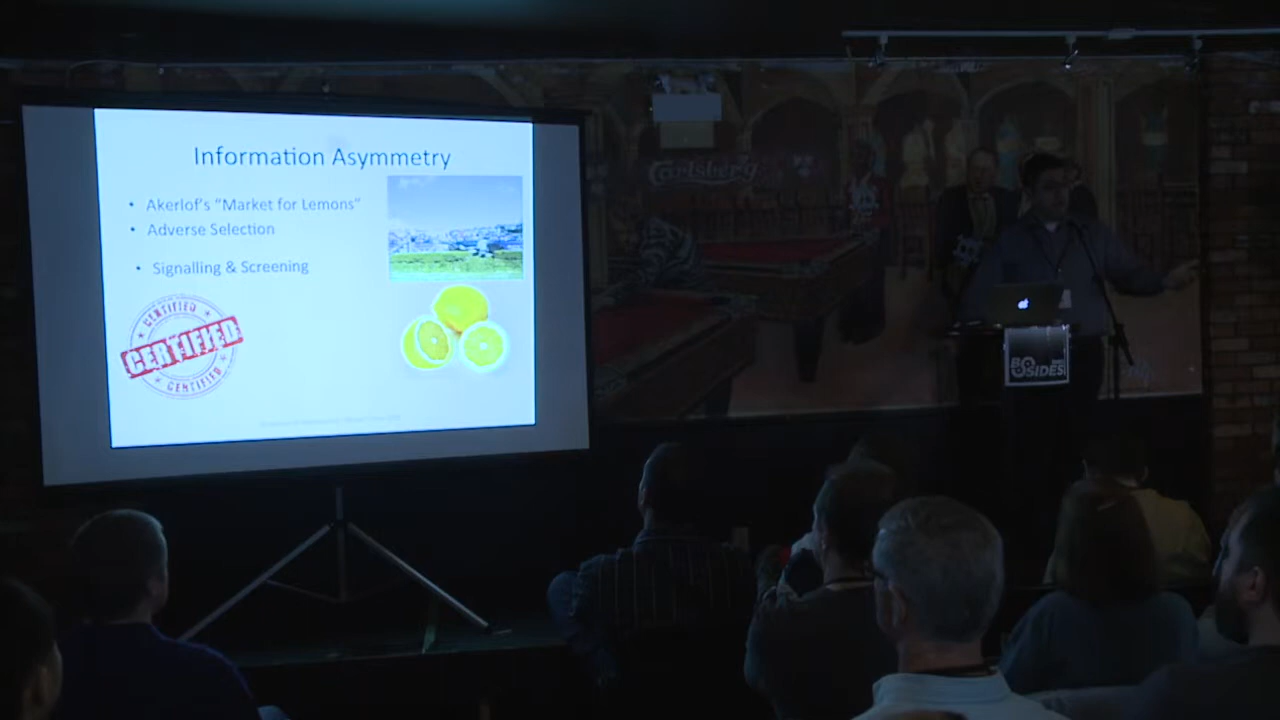 Information Asymmetry
• Akerlof's "Market for Lemons"
• Adverse Selection
• Signalling & Screening
CERTIFIED
CERTIFIED
CERTIFIED
Carlsberg
BSIDES